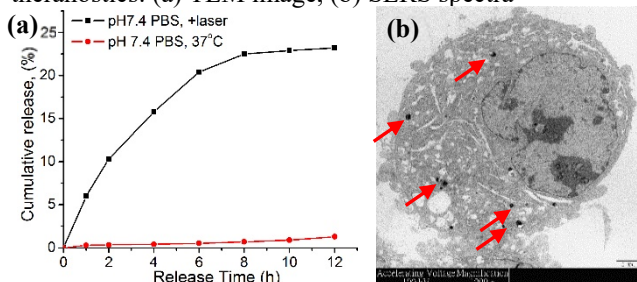 theranostics. (a) TEM image, (b) SERS spectra
(a)
pH7.4 PBS, +laser
pH 7.4 PBS, 37°C
Cumulative release, (%)
25
20
15
10
5
0
0 2 4 6 8 10 12
Release Time (h)
(b)
Accelerating Voltage Magnification